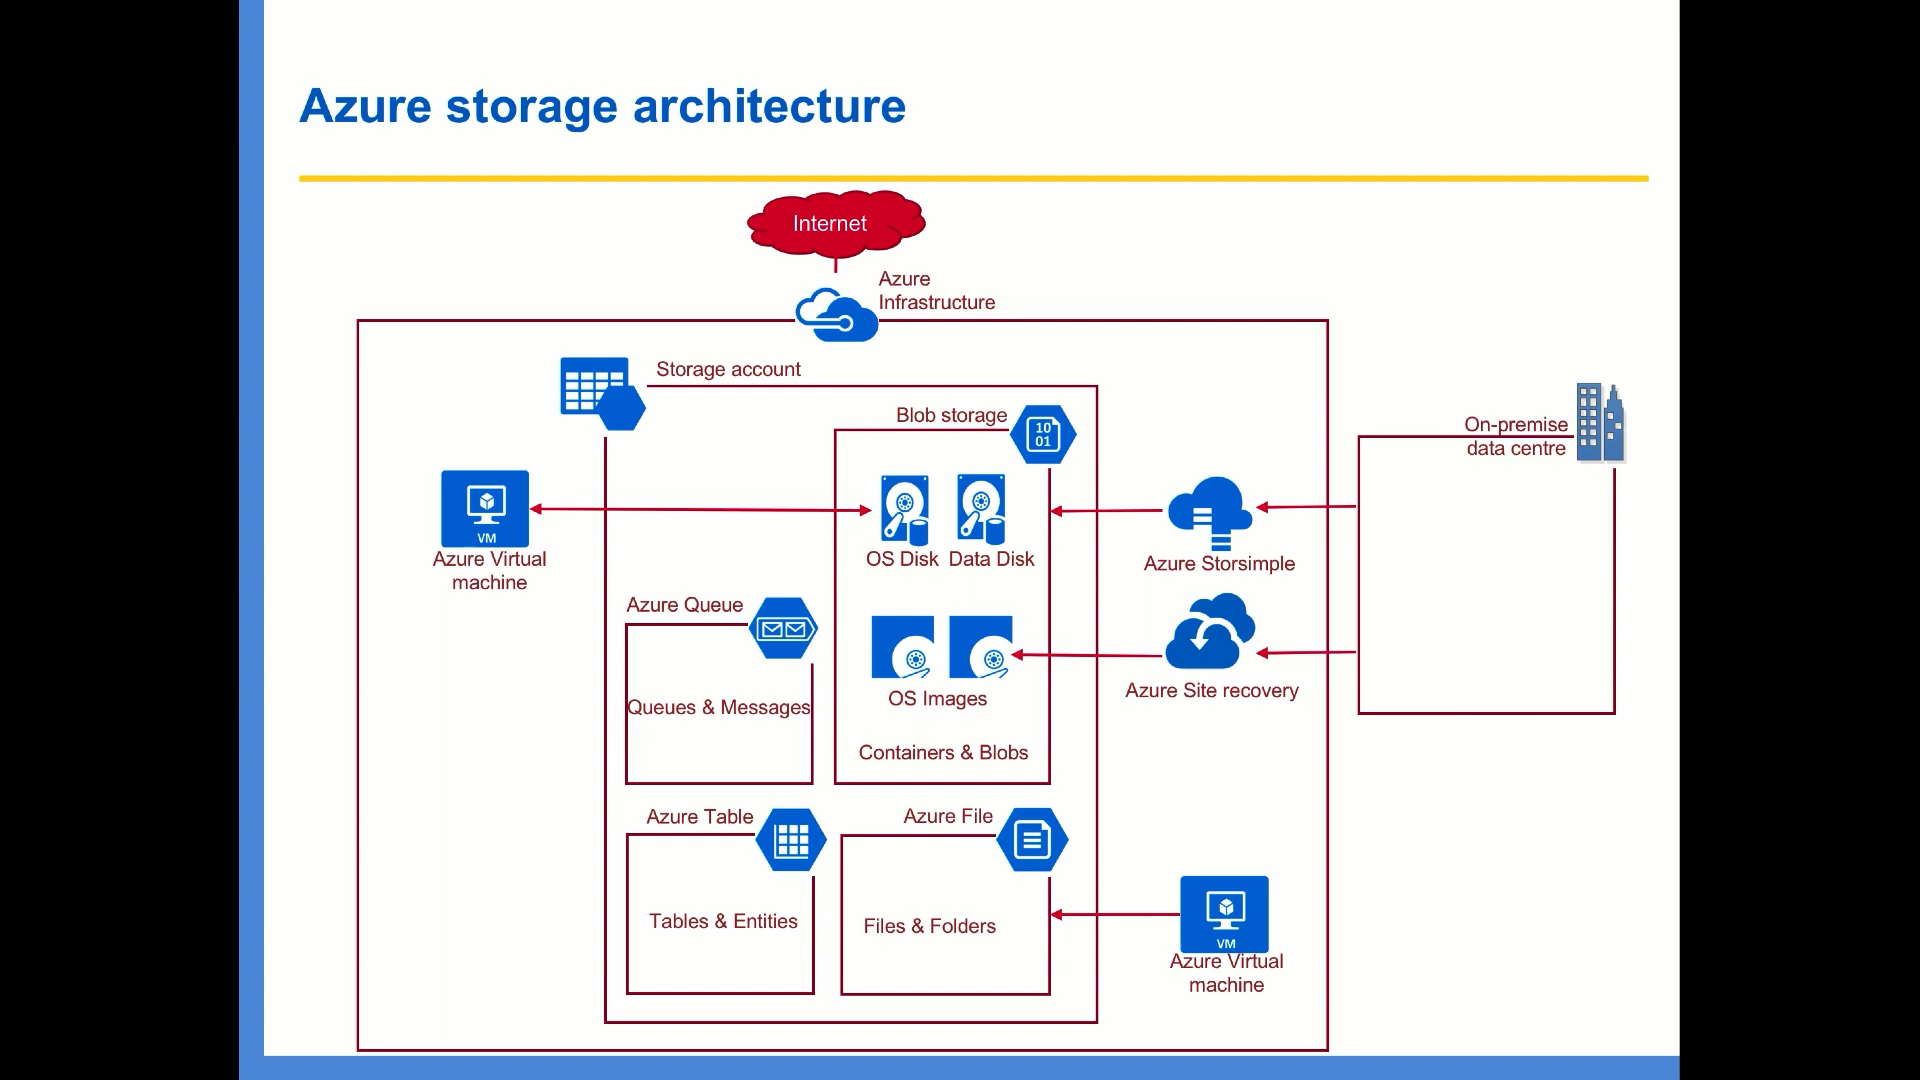 Azure storage architecture
Internet
Azure
Infrastructure
Storage account
Blob storage
10
01
On-premise
data centre
VM
Azure Virtual
machine
OS Disk
Data Disk
Azure Storsimple
Azure Queue
Queues & Messages
OS Images
Azure Site recovery
Containers & Blobs
Azure Table
Azure File
Tables & Entities
Files & Folders
VM
Azure Virtual
machine